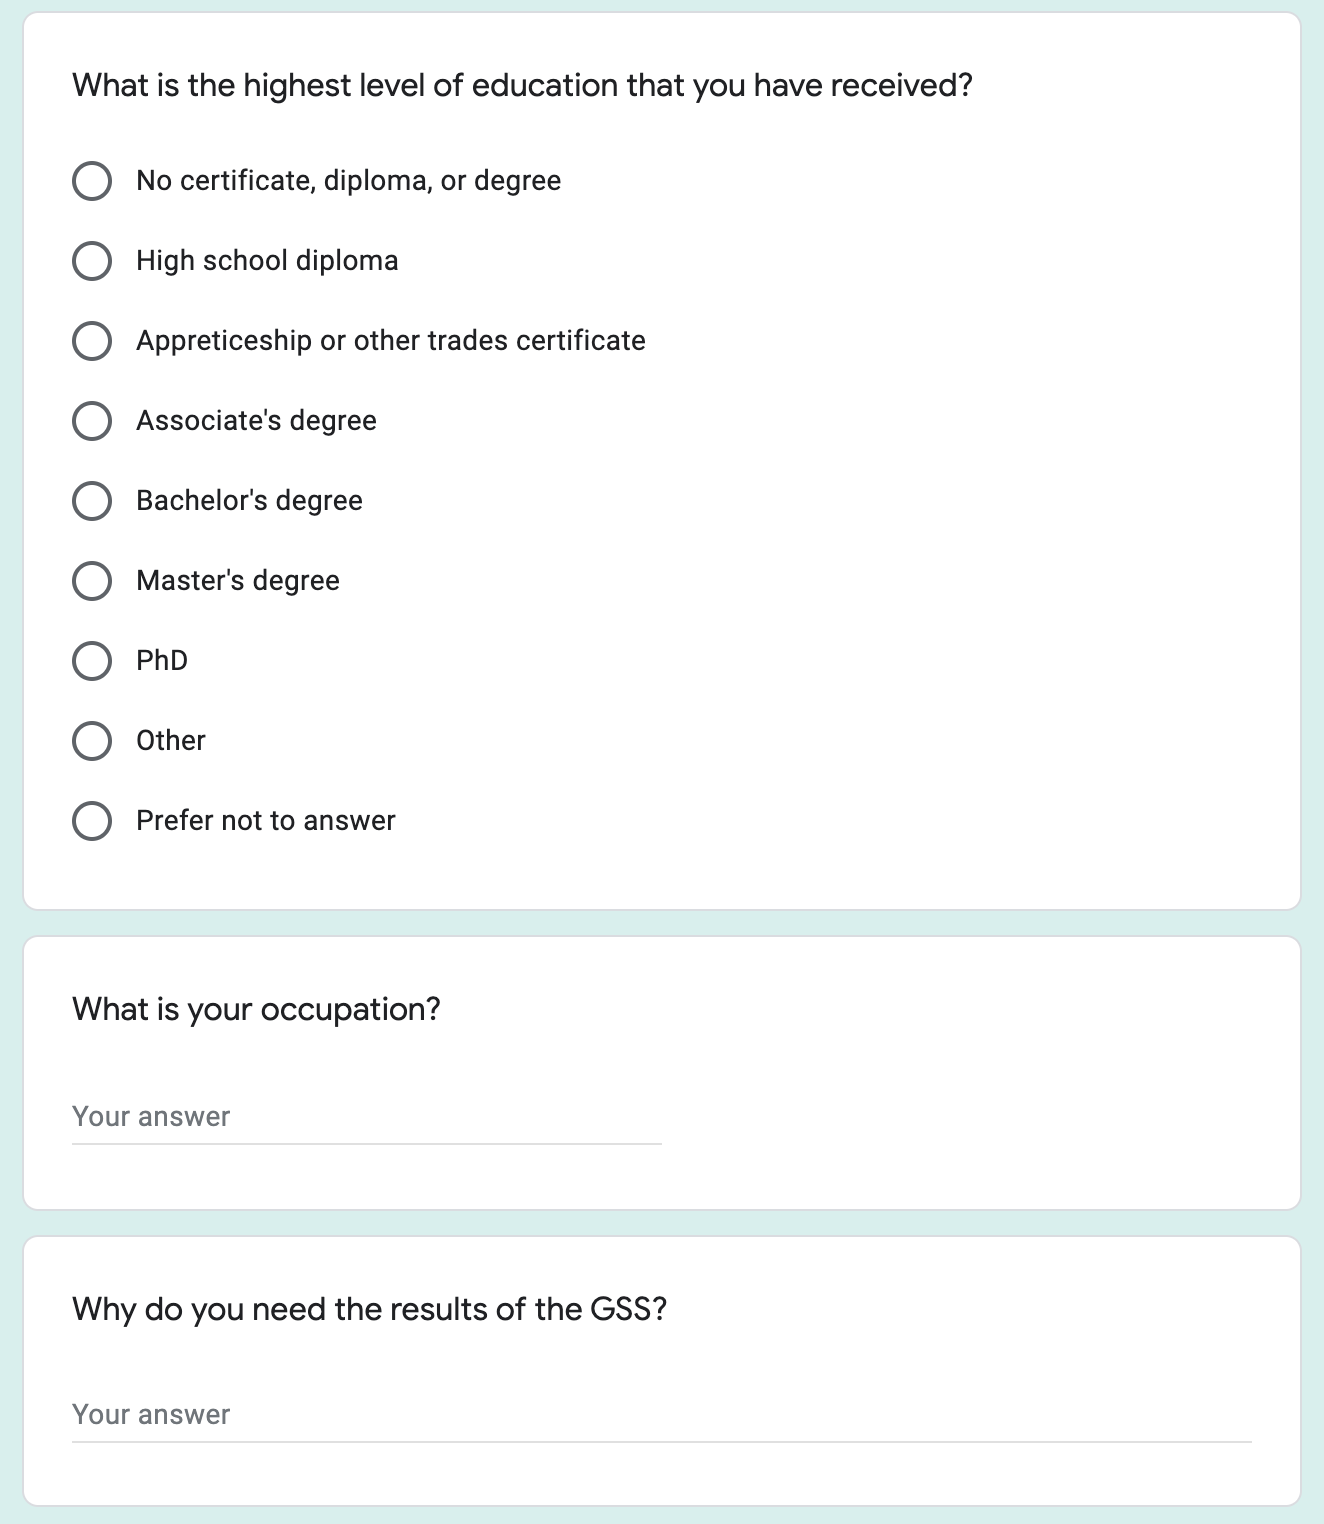 What is the highest level of education that you have received?
No certificate, diploma, or degree
High school diploma
Appreticeship or other trades certificate
Associate's degree
Bachelor's degree
Master's degree
PhD
Other
Prefer not to answer
What is your occupation?
Your answer
Why do you need the results of the GSS?
Your answer